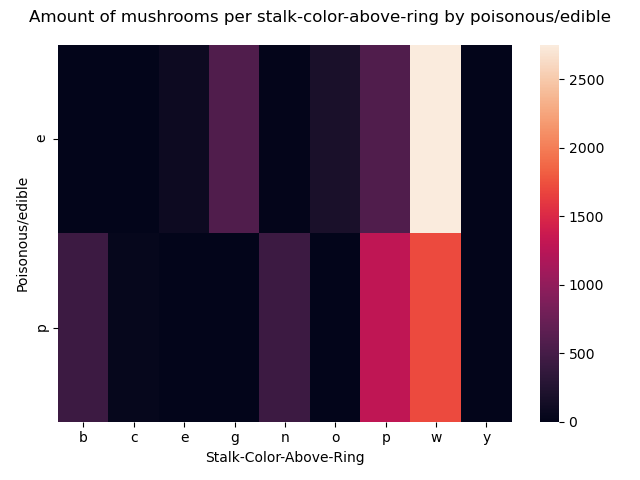 Amount of mushrooms per stalk-color-above-ring by poisonous/edible
Poisonous/edible
e
p
b c e g n o p w y
Stalk-Color-Above-Ring
2500
2000
1500
1000
500
0